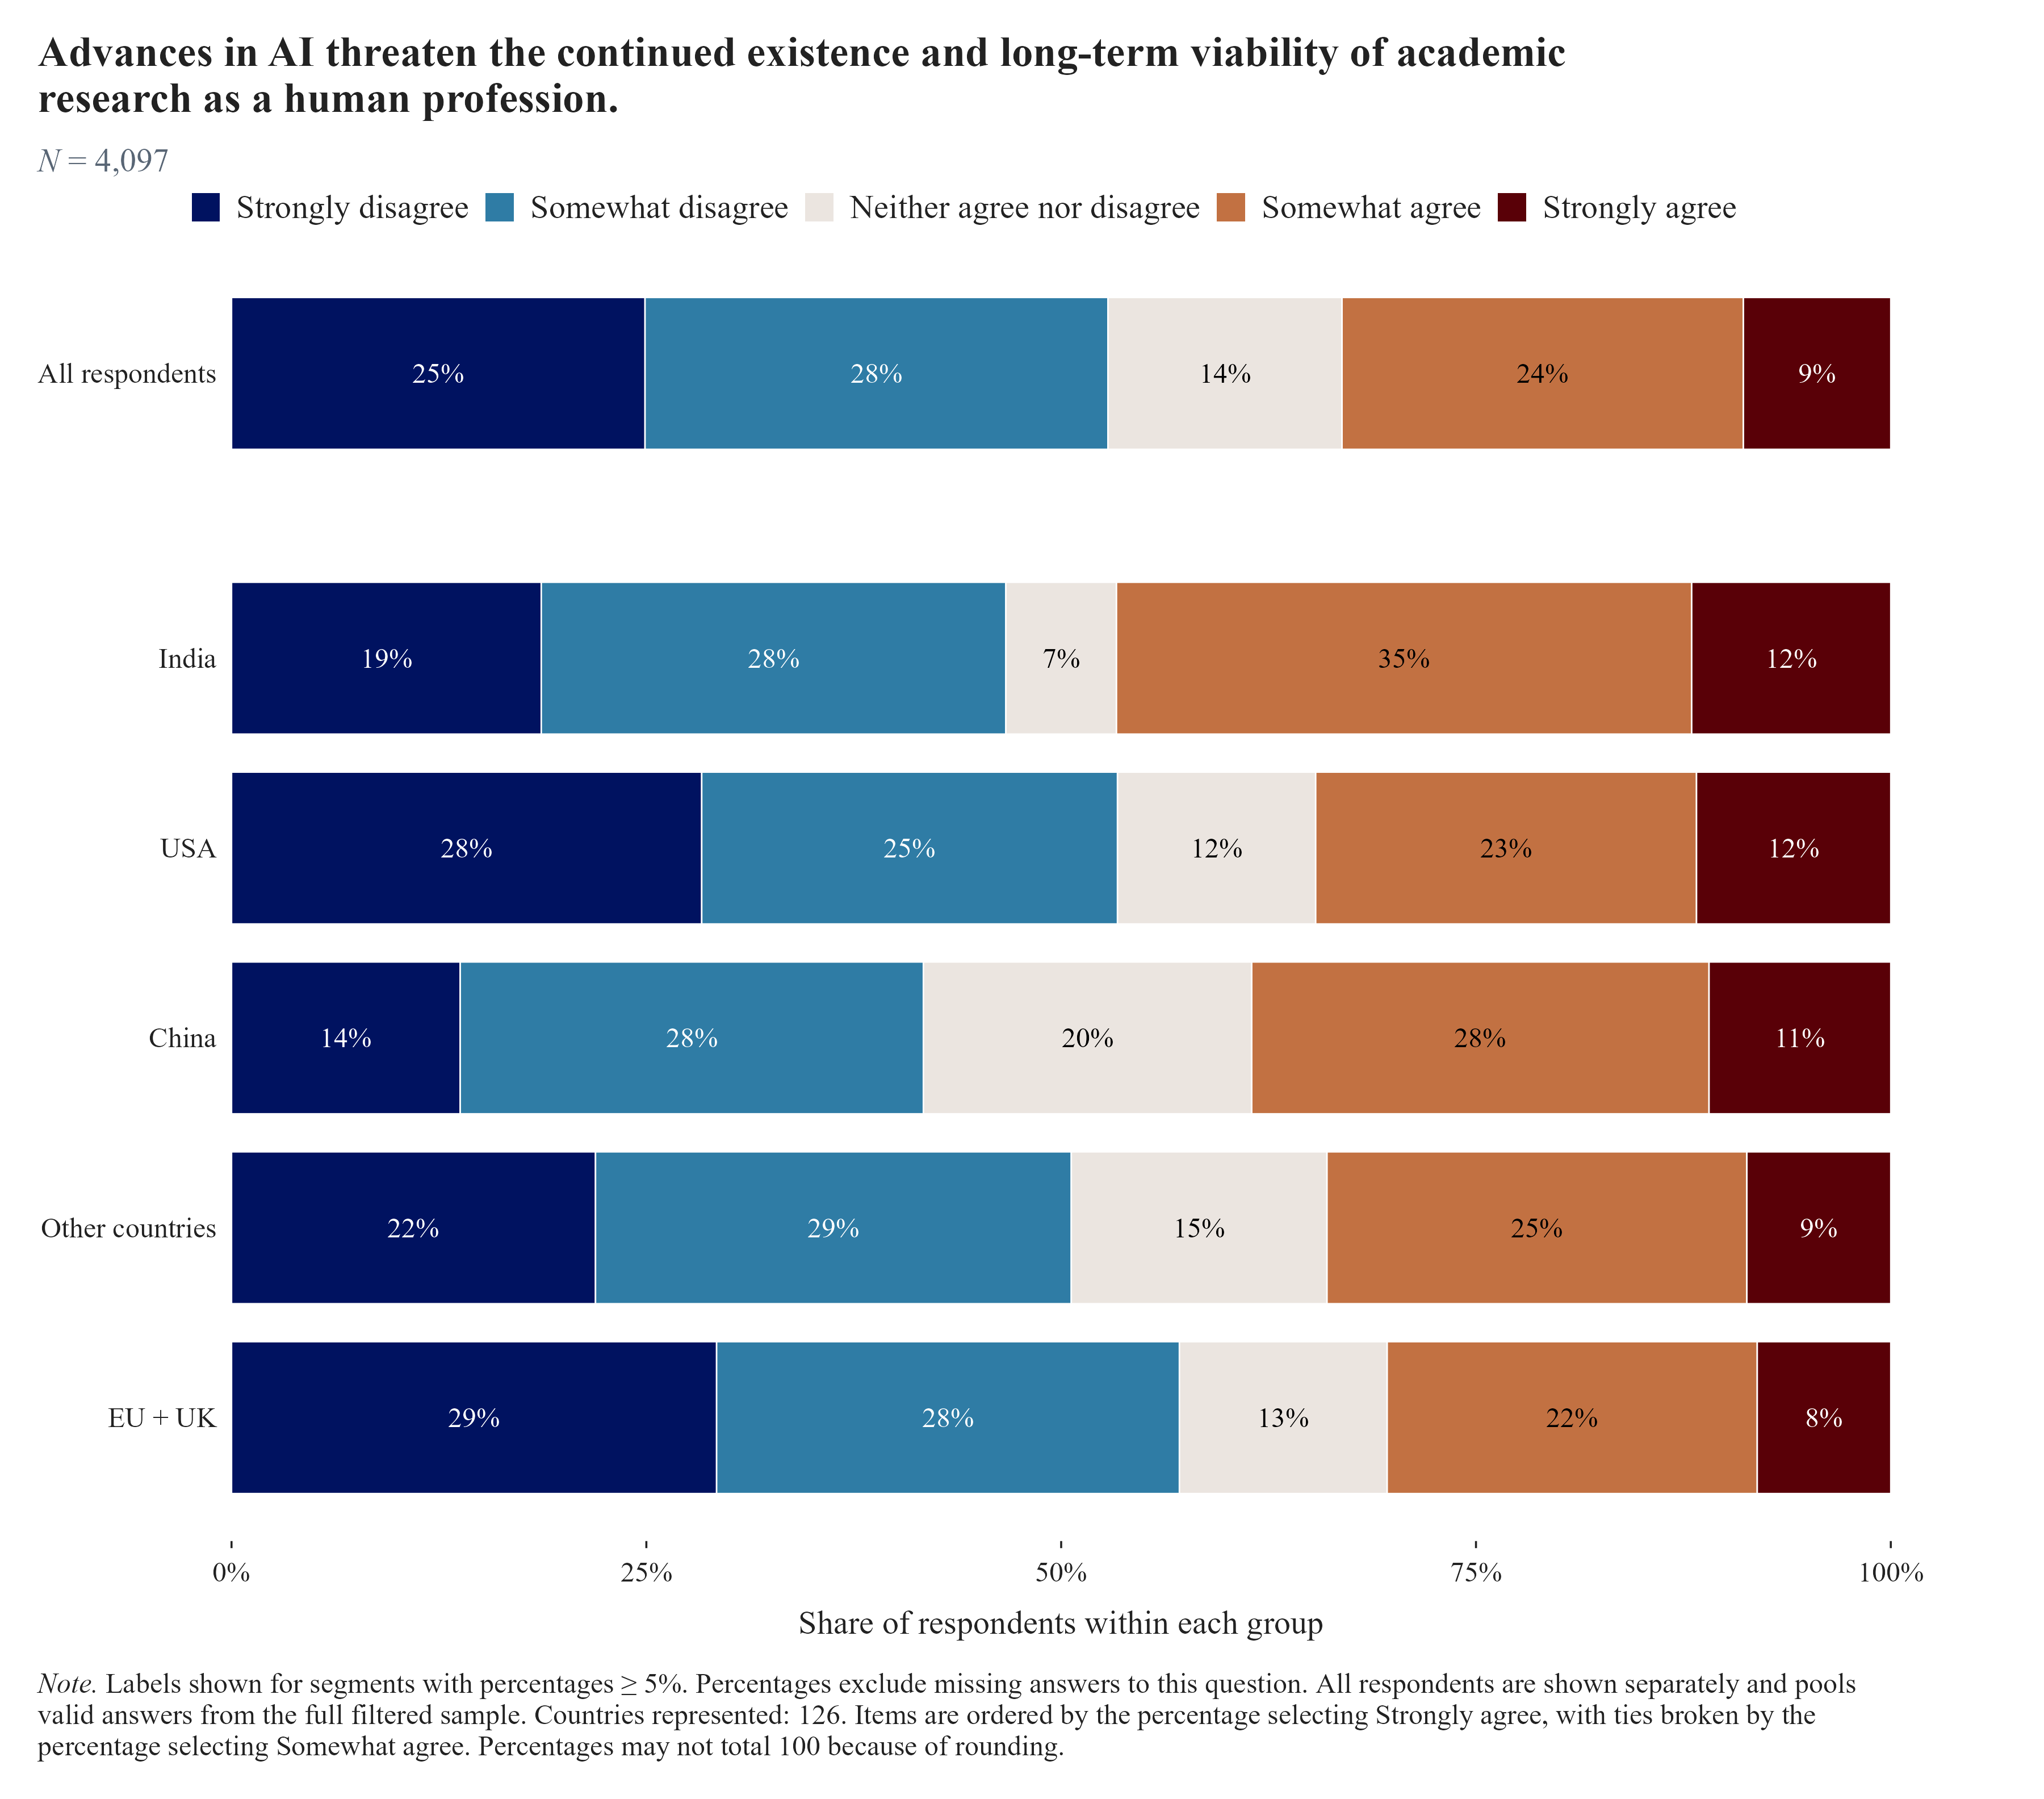 Advances in AI threaten the continued existence and long-term viability of academic
research as a human profession.
N = 4,097
Strongly disagree Somewhat disagree Neither agree nor disagree Somewhat agree Strongly agree
All respondents 25% 28% 14% 24% 9%
India 19% 28% 7% 35% 12%
USA 28% 25% 12% 23% 12%
China 14% 28% 20% 28% 11%
Other countries 22% 29% 15% 25% 9%
EU + UK 29% 28% 13% 22% 8%
0% 25% 50% 75% 100%
Share of respondents within each group
Note. Labels shown for segments with percentages ≥ 5%. Percentages exclude missing answers to this question. All respondents are shown separately and pools
valid answers from the full filtered sample. Countries represented: 126. Items are ordered by the percentage selecting Strongly agree, with ties broken by the
percentage selecting Somewhat agree. Percentages may not total 100 because of rounding.